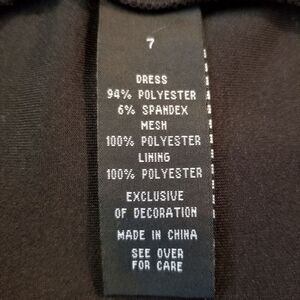 7
DRESS
94% POLYESTER
6% SPANDEX
MESH
100% POLYESTER
LINING
100% POLYESTER
EXCLUSIVE
OF DECORATION
MADE IN CHINA
SEE OVER
FOR CARE